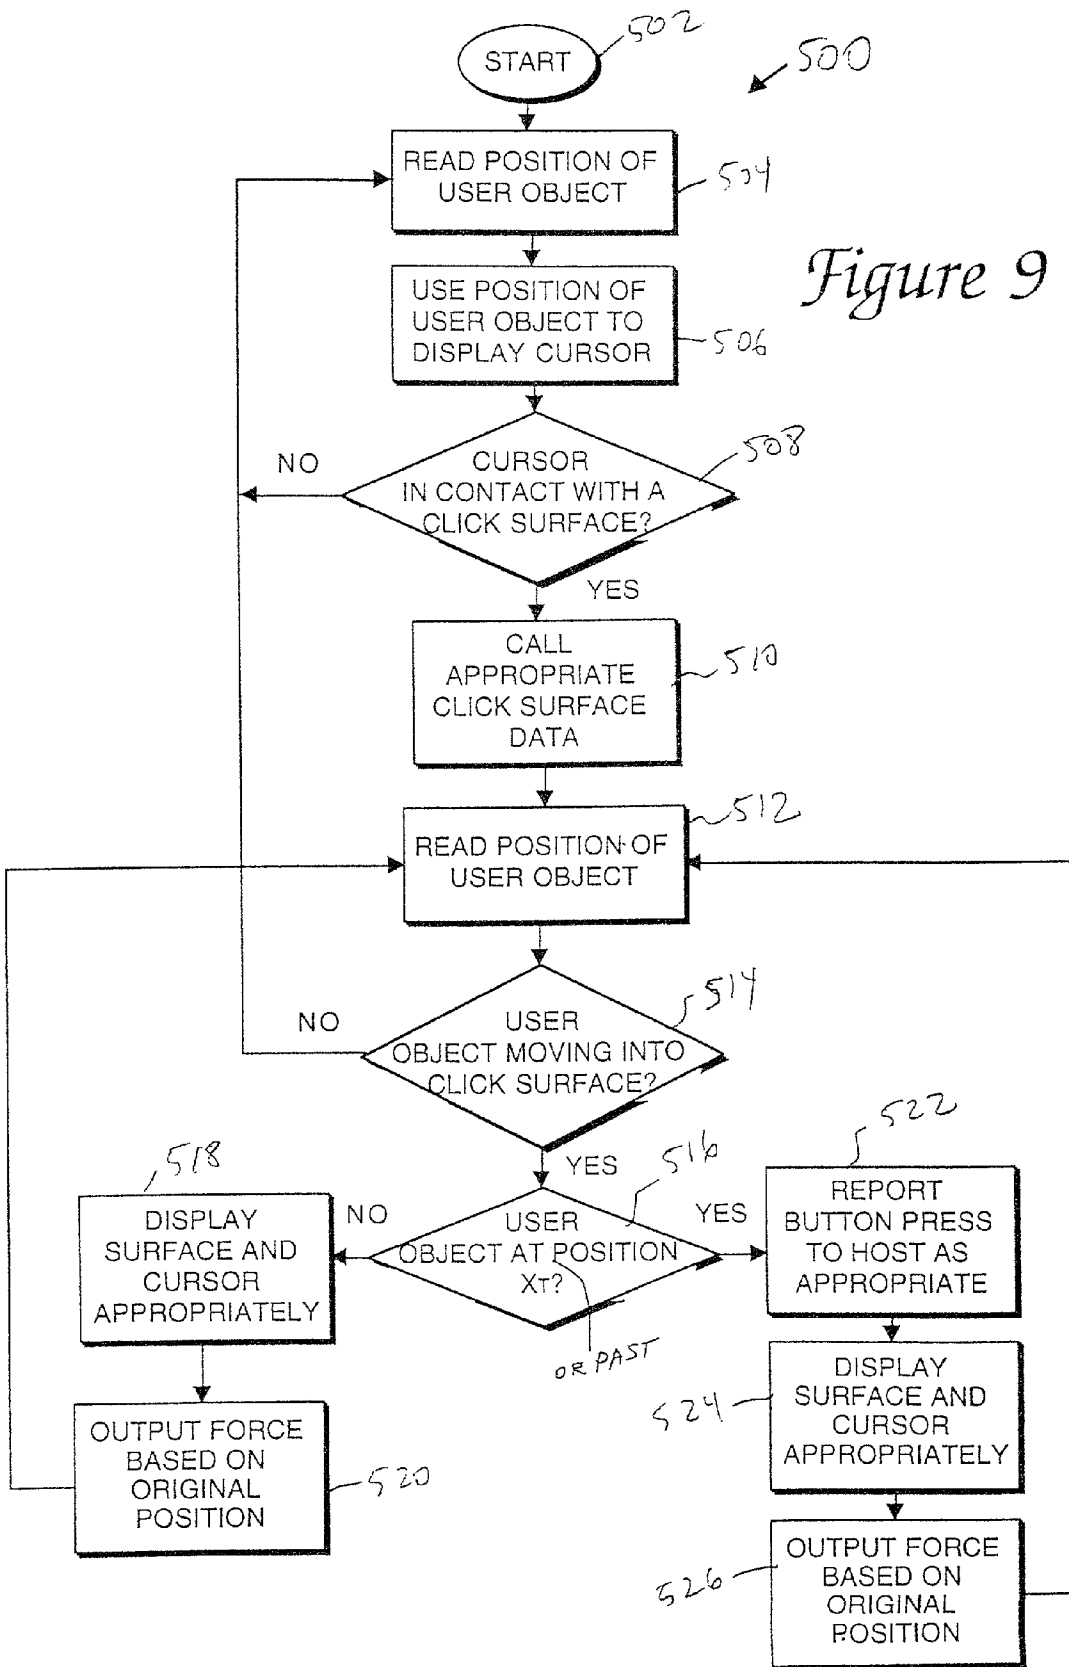 502
START
500
READ POSITION OF
USER OBJECT
504
Figure 9
USE POSITION OF
USER OBJECT TO
DISPLAY CURSOR
506
508
NO
CURSOR
IN CONTACT WITH A
CLICK SURFACE?
YES
CALL
APPROPRIATE
CLICK SURFACE
DATA
510
512
READ POSITION OF
USER OBJECT
514
NO
USER
OBJECT MOVING INTO
CLICK SURFACE?
YES
518
516
522
DISPLAY
SURFACE AND
CURSOR
APPROPRIATELY
NO
USER
OBJECT AT POSITION
XT?
OR PAST
YES
REPORT
BUTTON PRESS
TO HOST AS
APPROPRIATE
524
DISPLAY
SURFACE AND
CURSOR
APPROPRIATELY
OUTPUT FORCE
BASED ON
ORIGINAL
POSITION
520
526
OUTPUT FORCE
BASED ON
ORIGINAL
POSITION